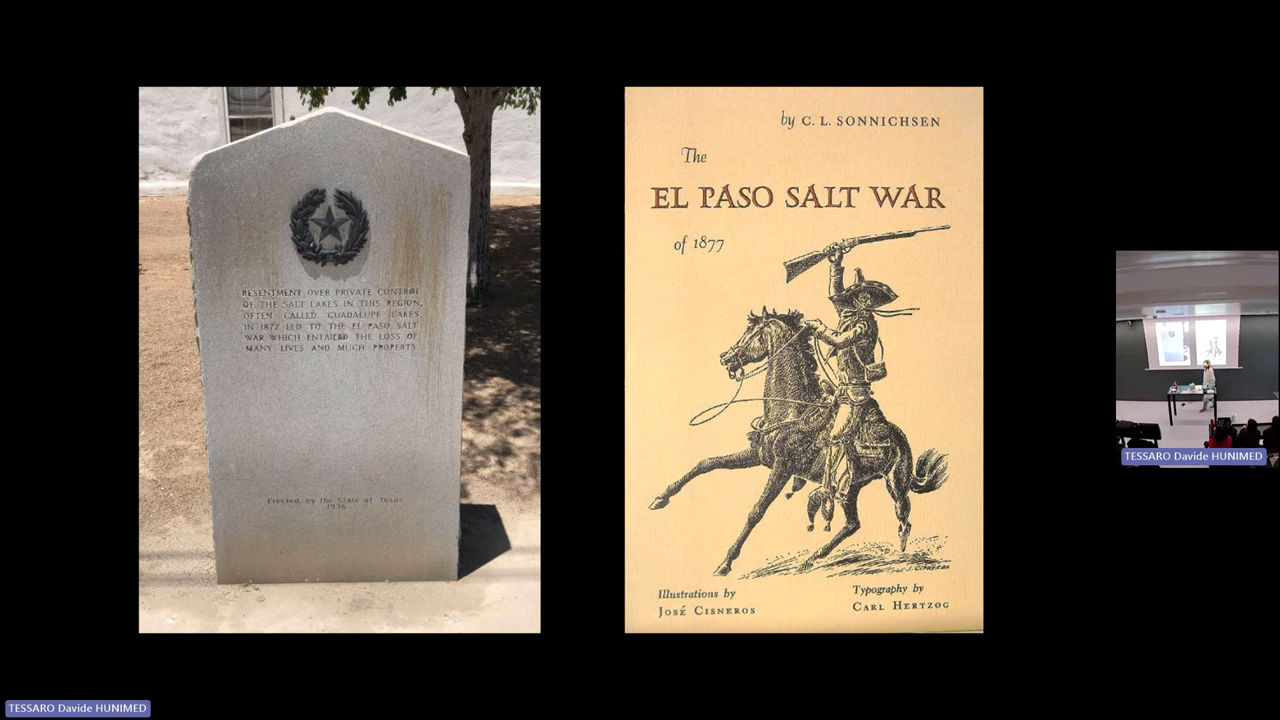 RESENTMENT OVER PRIVATE CONTROL
OF THE SALT LAKES IN THIS REGION,
OFTEN CALLED GUADALUPE LAKES,
IN 1877 LED TO THE EL PASO SALT
WAR WHICH ENTAILED THE LOSS OF
MANY LIVES AND MUCH PROPERTY
Erected by the State of Texas
1936
by C. L. SONNICHSEN
The
EL PASO SALT WAR
of 1877
J. CISNEROS
Illustrations by
JOSÉ CISNEROS
Typography by
CARL HERTZOG
TESSARO Davide HUNIMED
TESSARO Davide HUNIMED